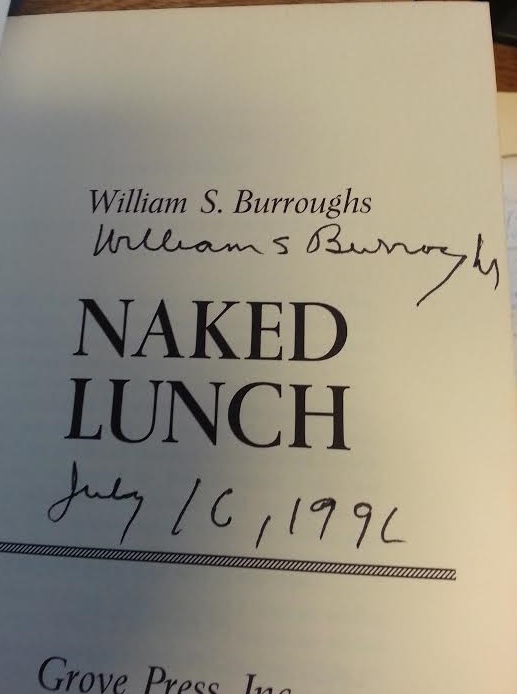 William S. Burroughs
William S Burroughs
NAKED
LUNCH
July 16, 1996
Grove Press, Inc.